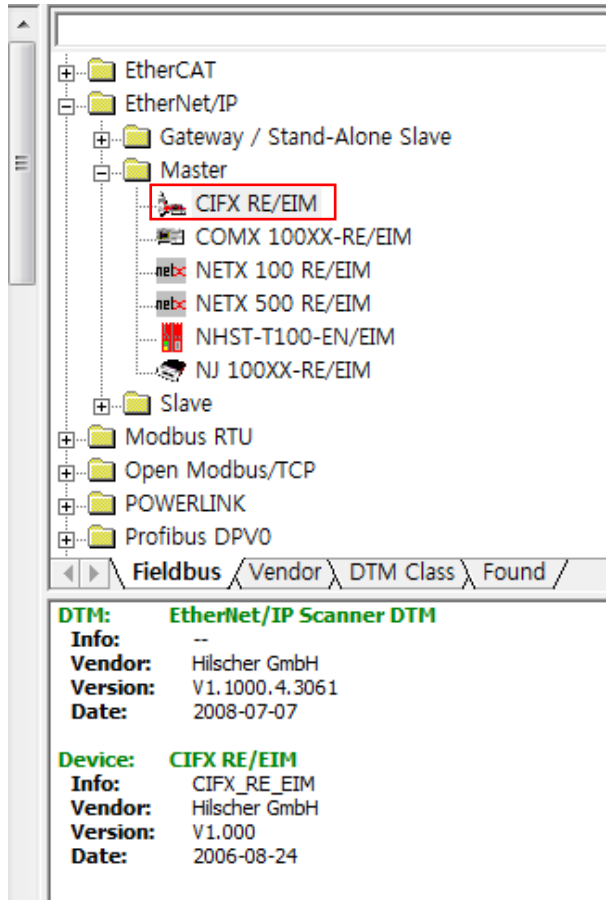 EtherCAT
EtherNet/IP
Gateway / Stand-Alone Slave
Master
CIFX RE/EIM
COMX 100XX-RE/EIM
netx NETX 100 RE/EIM
netx NETX 500 RE/EIM
NHST-T100-EN/EIM
NJ 100XX-RE/EIM
Slave
Modbus RTU
Open Modbus/TCP
POWERLINK
Profibus DPV0
Fieldbus Vendor DTM Class Found
DTM: EtherNet/IP Scanner DTM
Info: --
Vendor: Hilscher GmbH
Version: V1.1000.4.3061
Date: 2008-07-07
Device: CIFX RE/EIM
Info: CIFX_RE_EIM
Vendor: Hilscher GmbH
Version: V1.000
Date: 2006-08-24